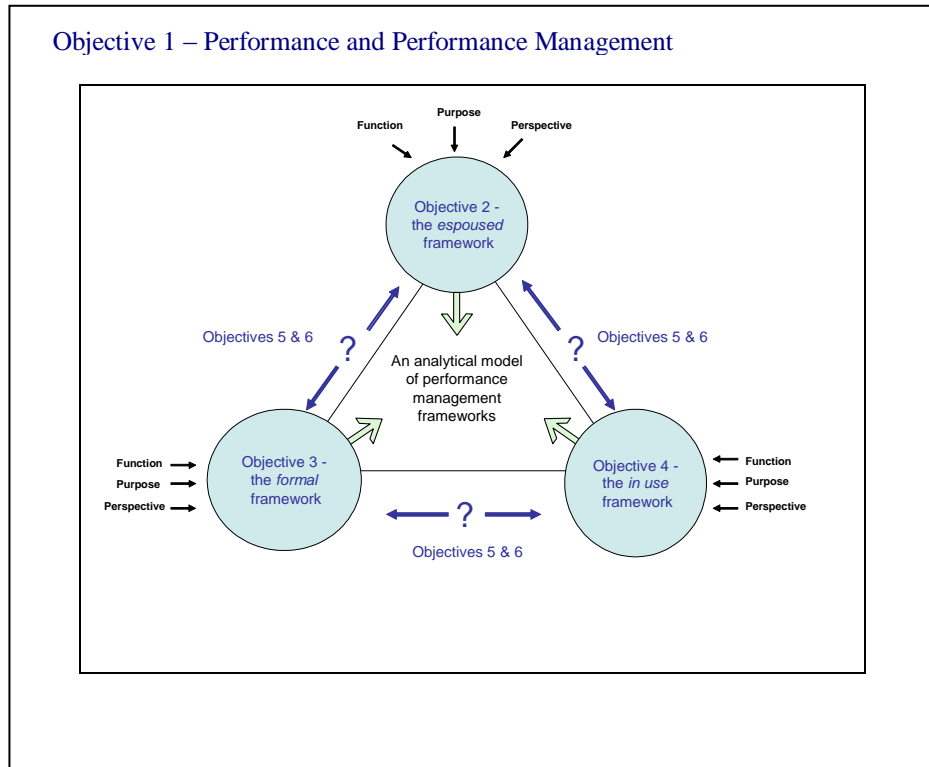 Objective 1 – Performance and Performance Management
Purpose
Function
Perspective
Objective 2 -
the espoused
framework
Objectives 5 & 6
?
?
Objectives 5 & 6
An analytical model
of performance
management
frameworks
Function
Purpose
Perspective
Objective 3 -
the formal
framework
Objective 4 -
the in use
framework
Function
Purpose
Perspective
?
Objectives 5 & 6